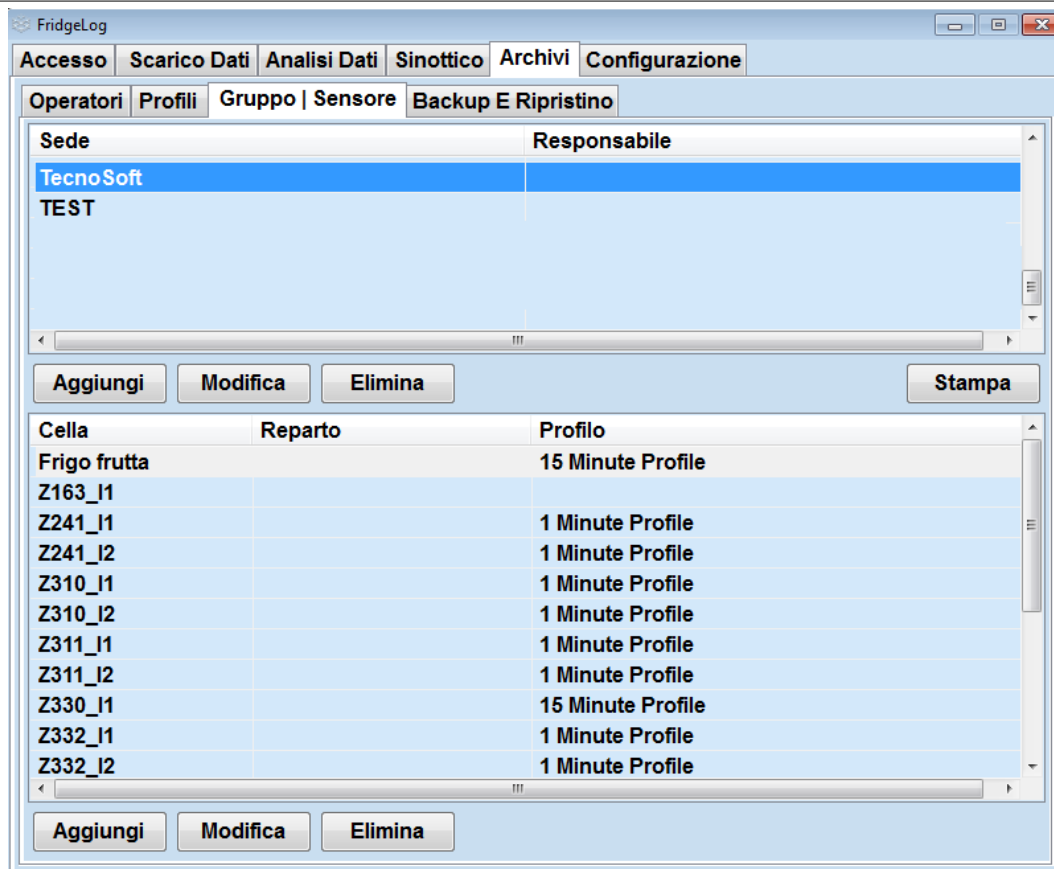 FridgeLog
Accesso Scarico Dati Analisi Dati Sinottico Archivi Configurazione
Operatori Profili Gruppo | Sensore Backup E Ripristino
Sede Responsabile
TecnoSoft
TEST
Aggiungi Modifica Elimina Stampa
Cella Reparto Profilo
Frigo frutta 15 Minute Profile
Z163_I1
Z241_I1 1 Minute Profile
Z241_I2 1 Minute Profile
Z310_I1 1 Minute Profile
Z310_I2 1 Minute Profile
Z311_I1 1 Minute Profile
Z311_I2 1 Minute Profile
Z330_I1 15 Minute Profile
Z332_I1 1 Minute Profile
Z332_I2 1 Minute Profile
Aggiungi Modifica Elimina